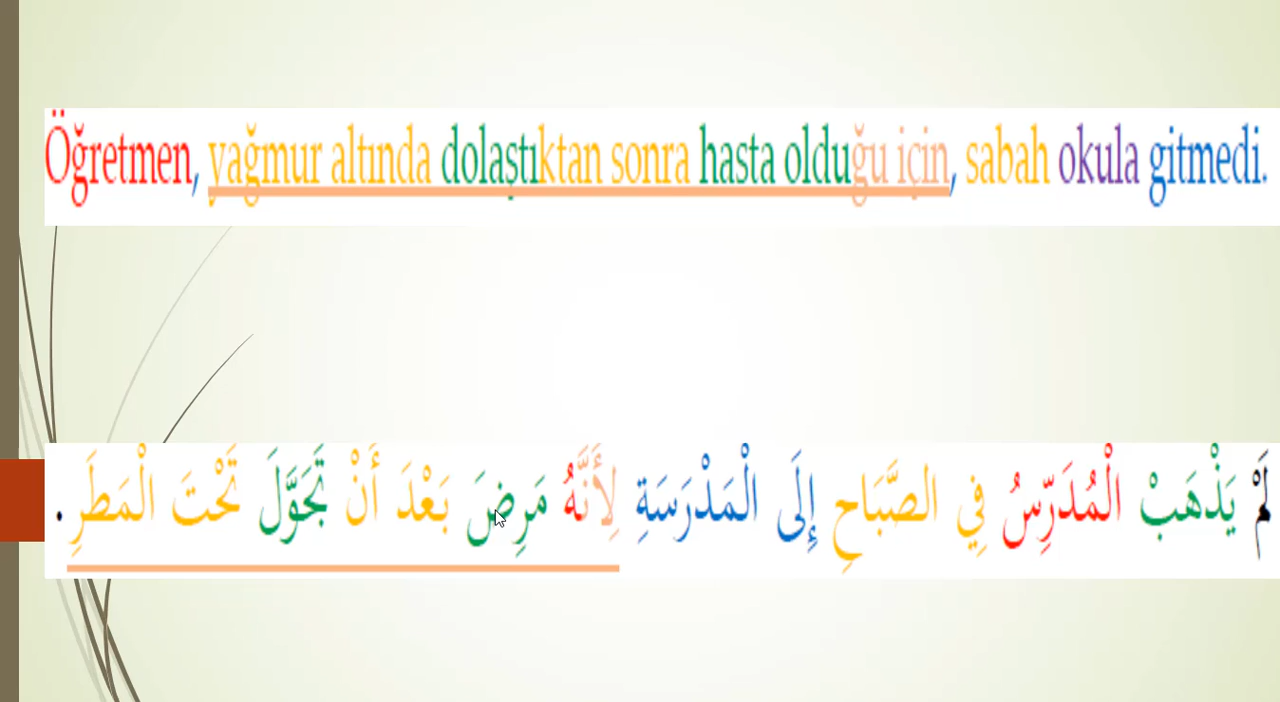 Öğretmen, yağmur altında dolaştıktan sonra hasta olduğu için, sabah okula gitmedi.
لَمْ يَذْهَبْ الْمُدَرِّسُ فِي الصَّبَاحِ إِلَى الْمَدْرَسَةِ لِأَنَّهُ مَرِضَ بَعْدَ أَنْ تَجَوَّلَ تَحْتَ الْمَطَرِ.